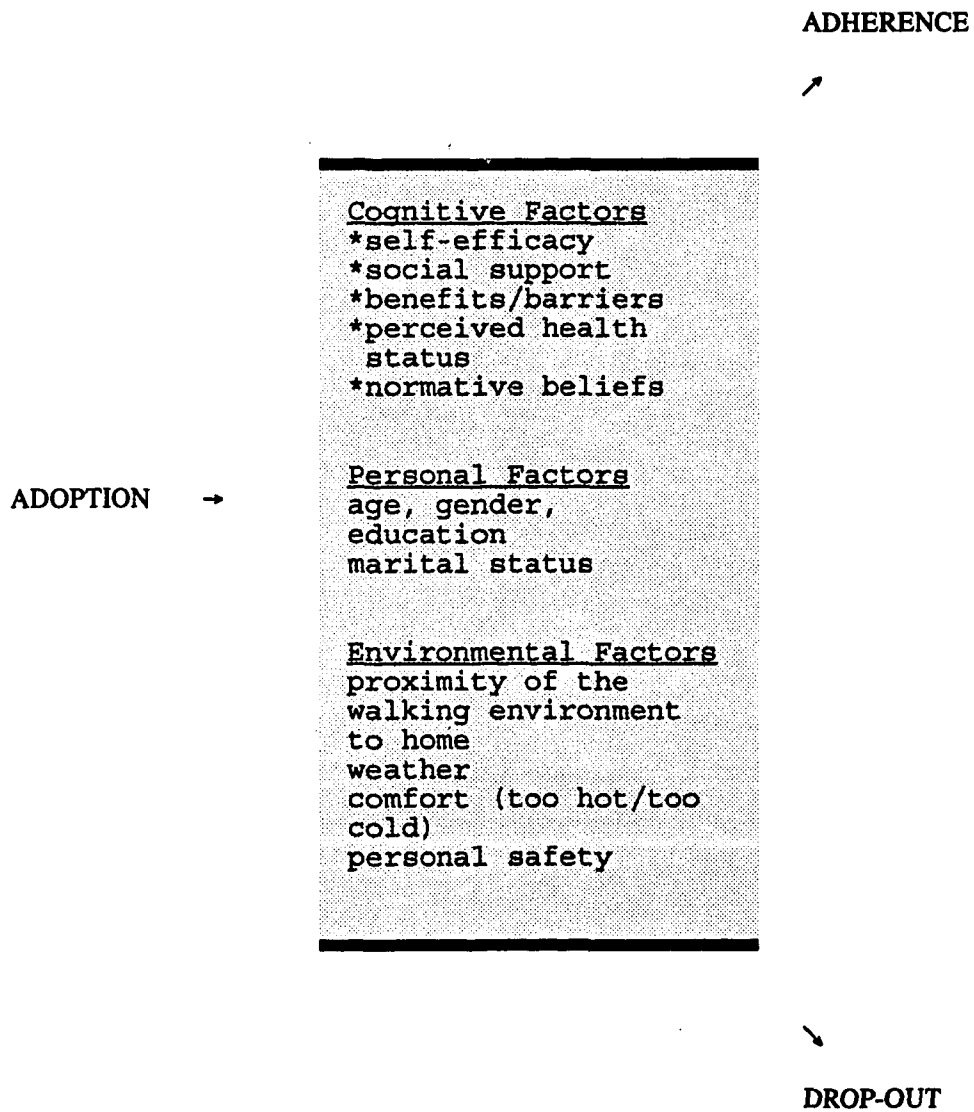 ADHERENCE
Cognitive Factors
*self-efficacy
*social support
*benefits/barriers
*perceived health
status
*normative beliefs
ADOPTION →
Personal Factors
age, gender,
education
marital status
Environmental Factors
proximity of the
walking environment
to home
weather
comfort (too hot/too
cold)
personal safety
DROP-OUT